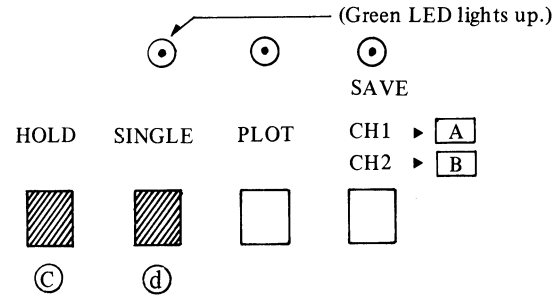 (Green LED lights up.)
SAVE
HOLD SINGLE PLOT CH1 ▶ A
CH2 ▶ B
C d